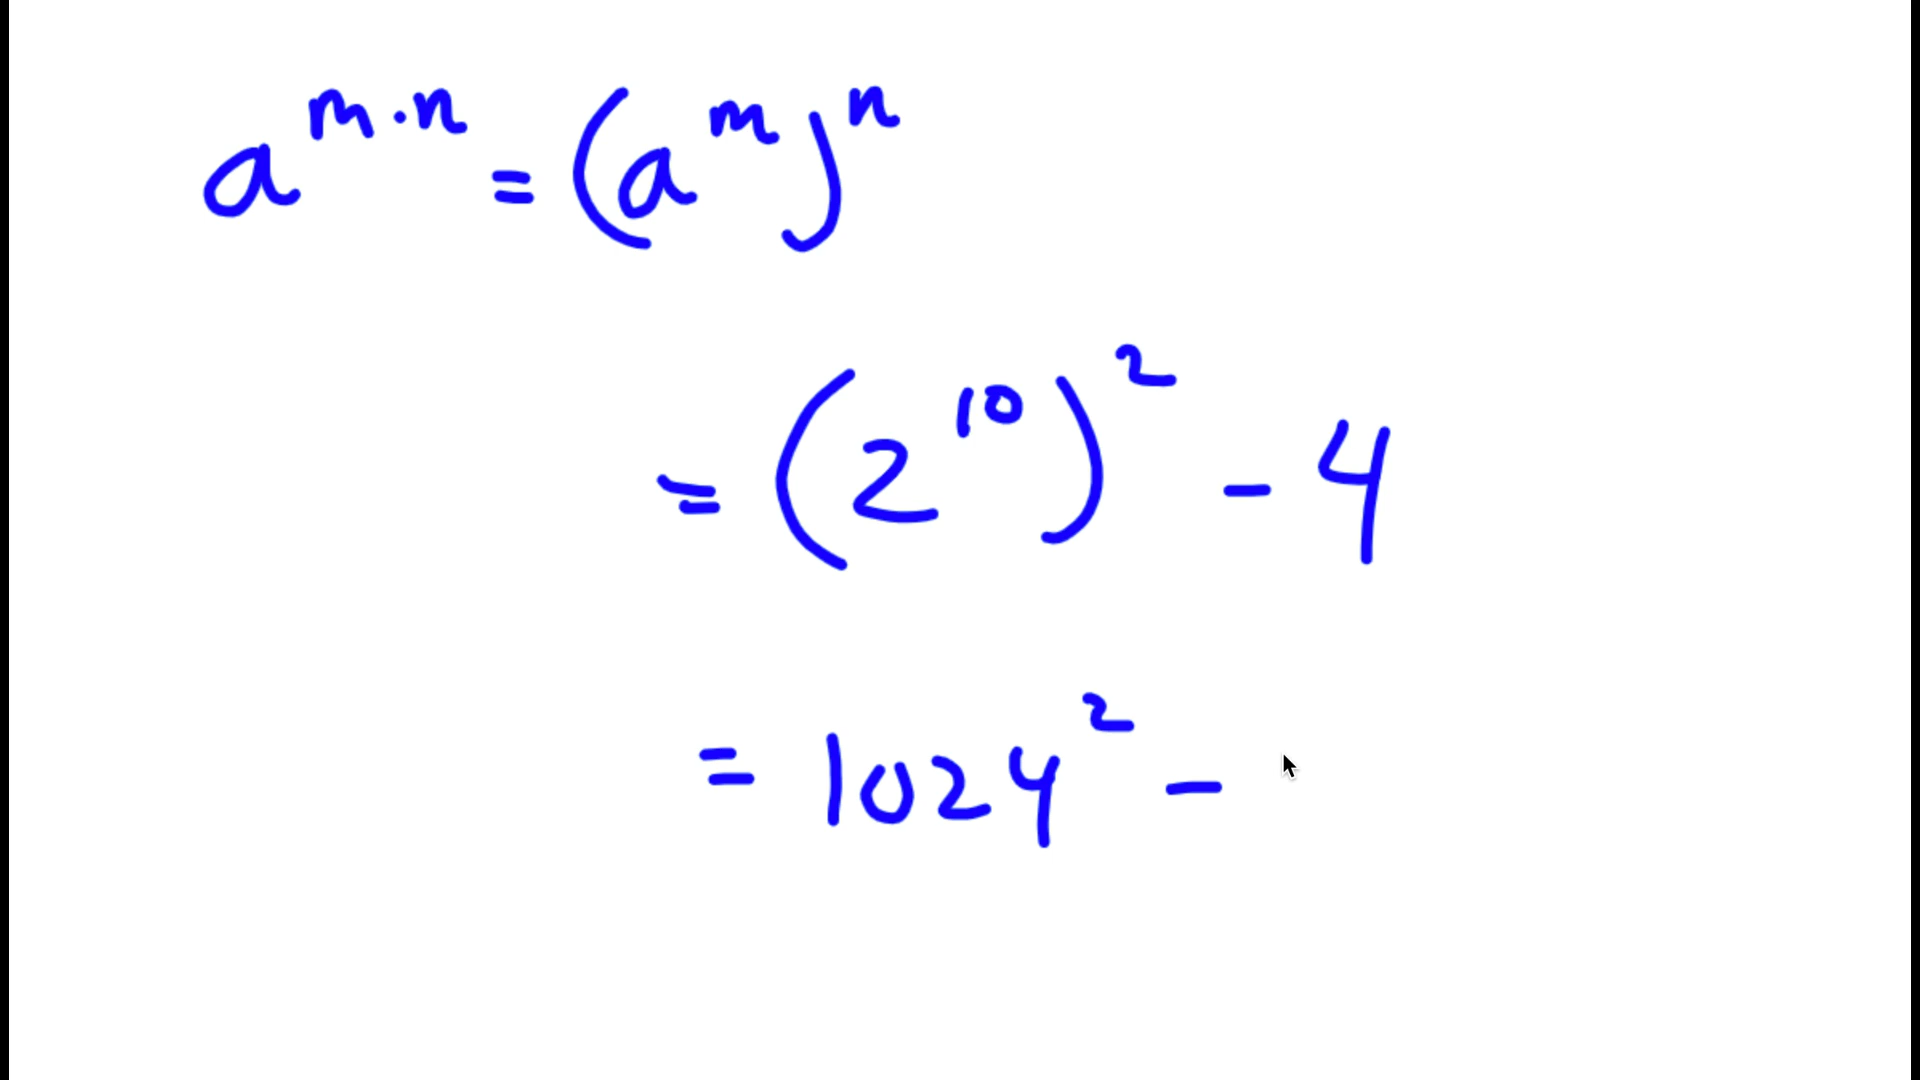 a^{m·n} = (a^m)^n
= (2^{10})^2 - 4
= 1024^2 -